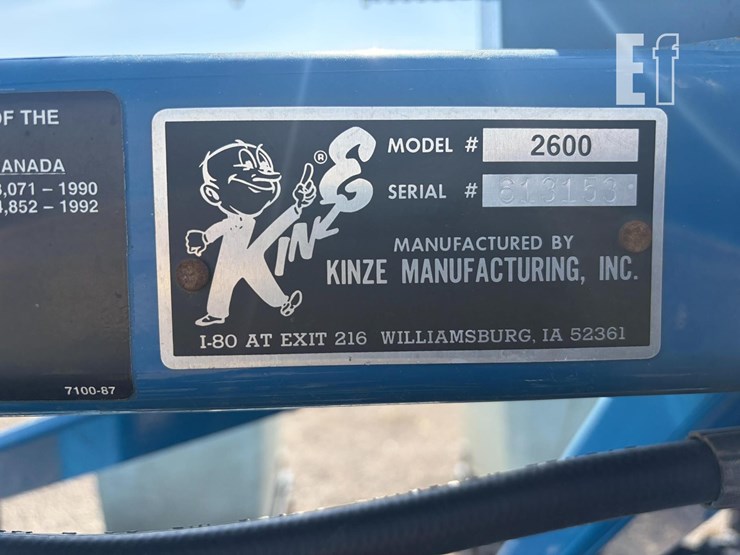 Ef
OF THE
ANADA
,071 – 1990
,852 – 1992
7100-87
KINZE ®
MODEL # 2600
SERIAL # 613153
MANUFACTURED BY
KINZE MANUFACTURING, INC.
I-80 AT EXIT 216 WILLIAMSBURG, IA 52361